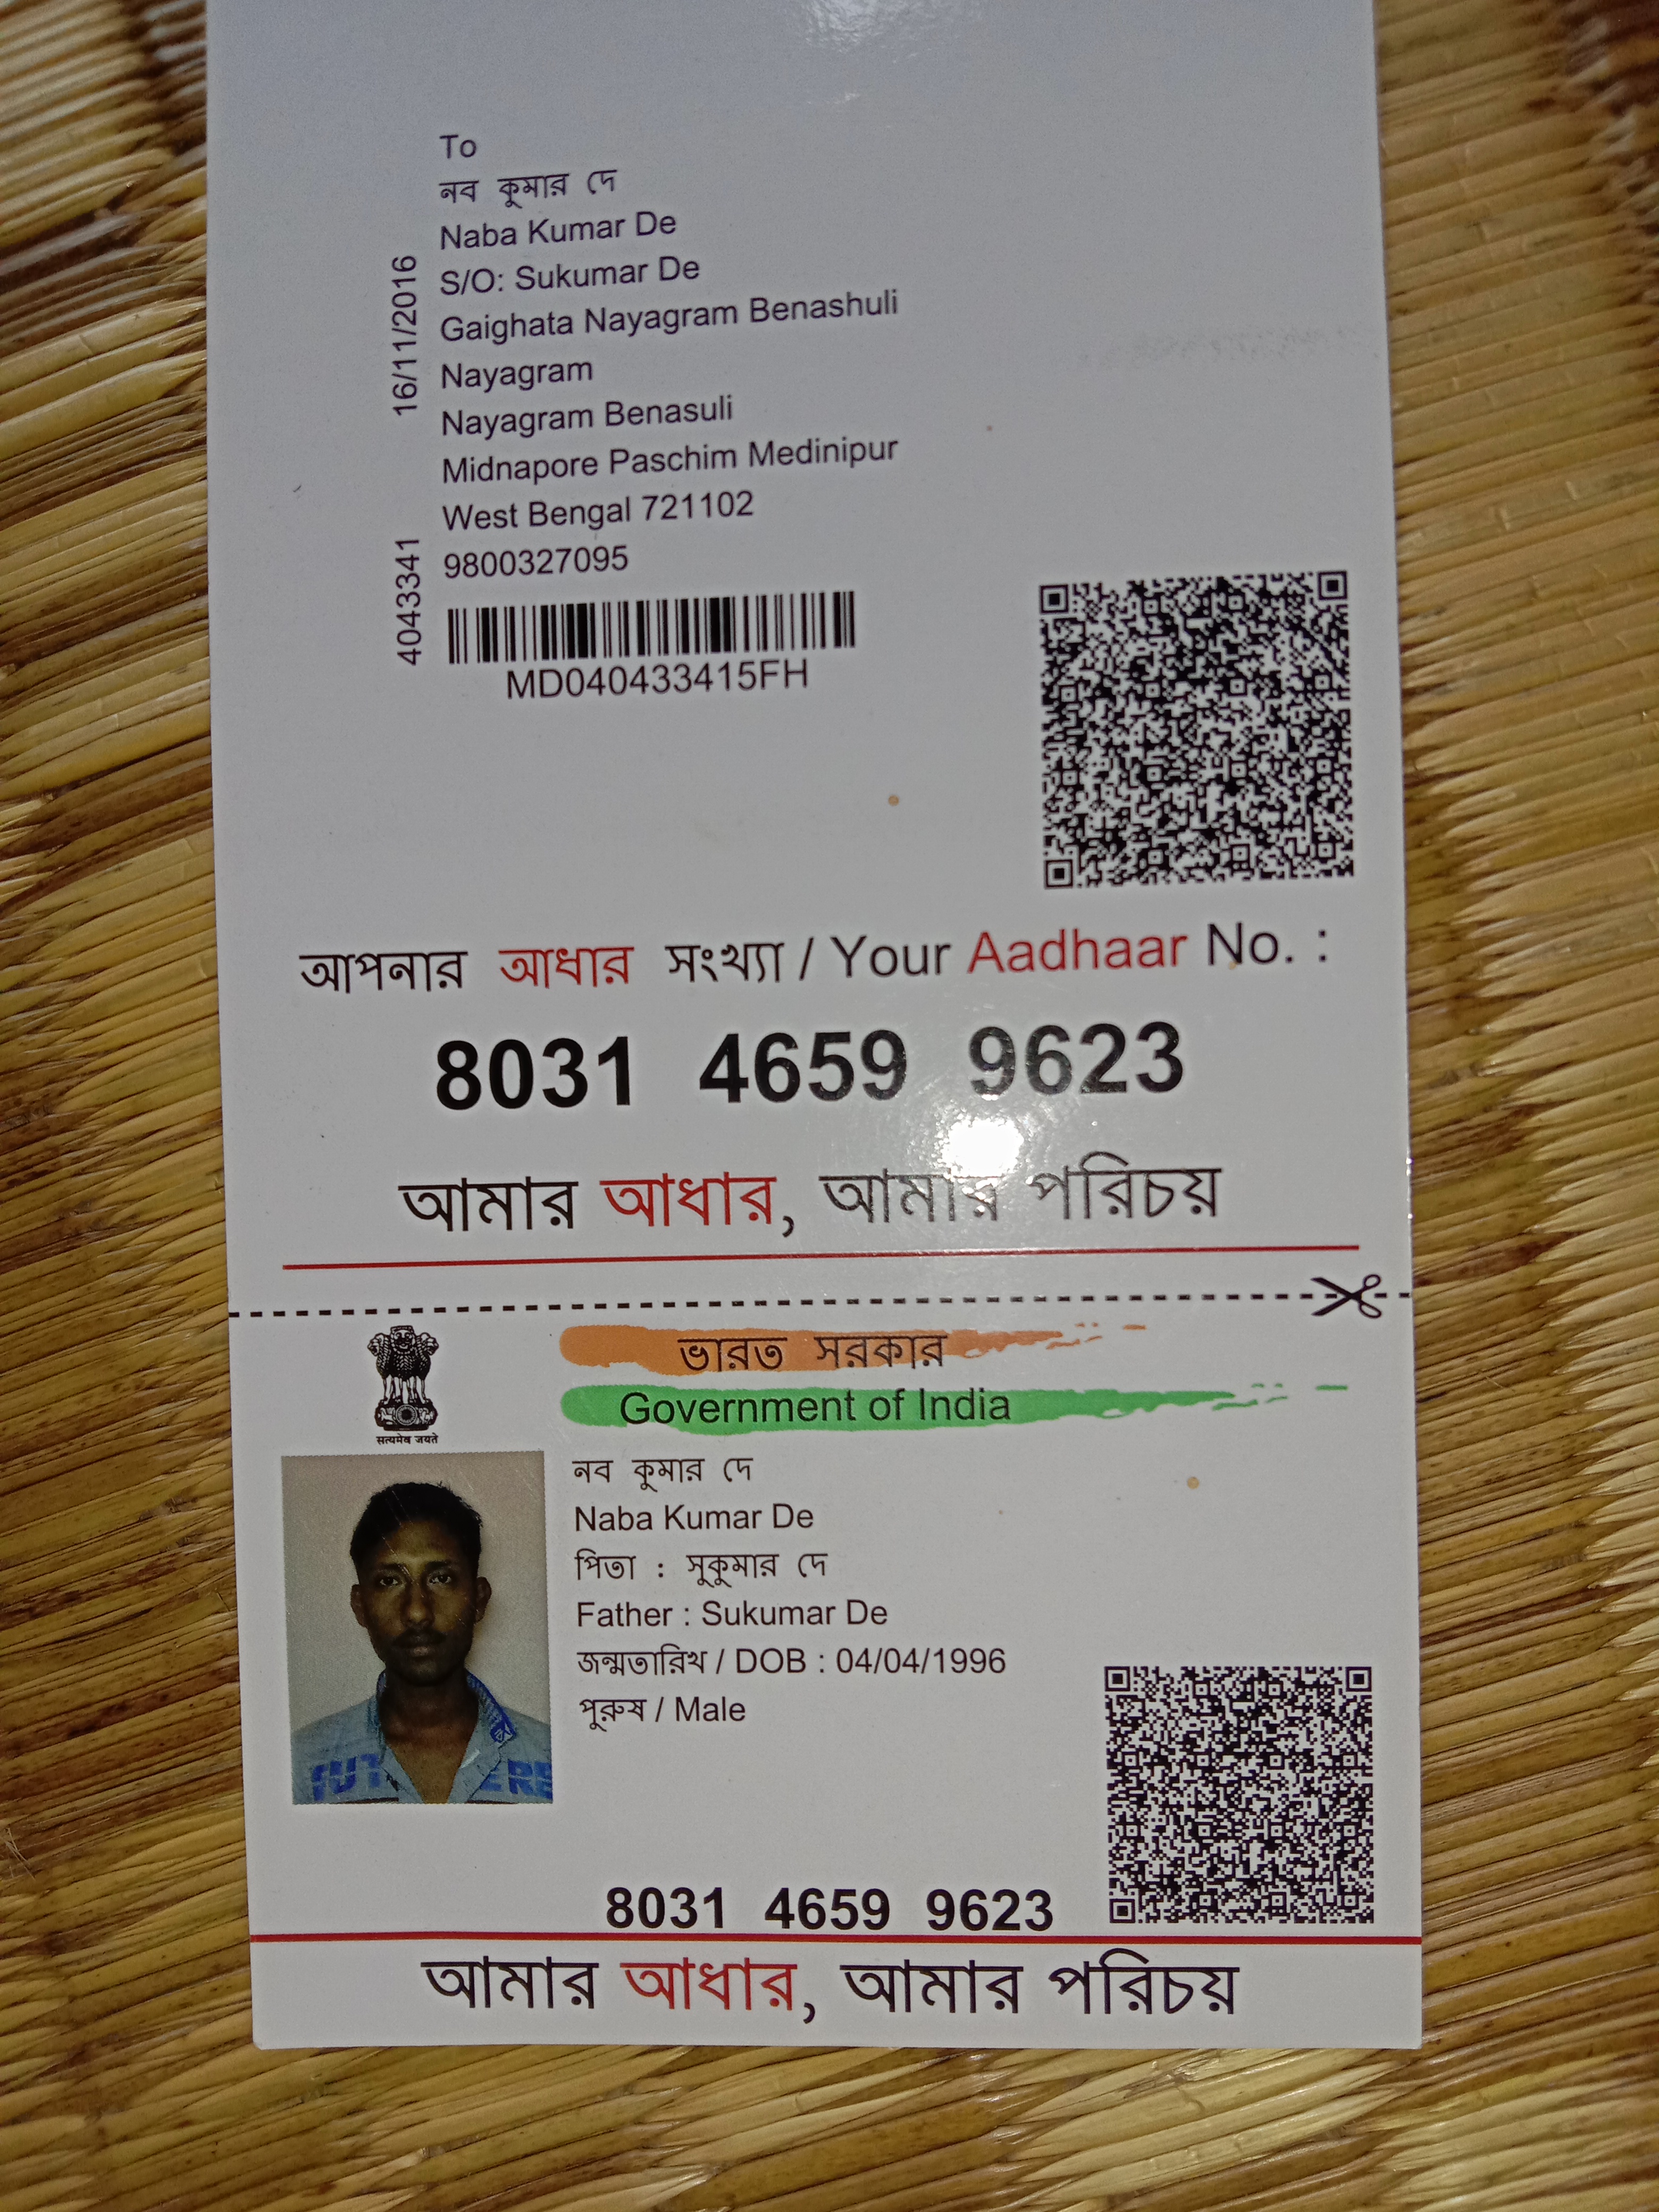 To
নব কুমার দে
Naba Kumar De
S/O: Sukumar De
Gaighata Nayagram Benashuli
Nayagram
Nayagram Benasuli
Midnapore Paschim Medinipur
West Bengal 721102
9800327095
4043341 16/11/2016
MD040433415FH
আপনার আধার সংখ্যা / Your Aadhaar No. :
8031 4659 9623
আমার আধার, আমার পরিচয়
सत्यमेव जयते
ভারত সরকার
Government of India
নব কুমার দে
Naba Kumar De
পিতা : সুকুমার দে
Father : Sukumar De
জন্মতারিখ / DOB : 04/04/1996
পুরুষ / Male
8031 4659 9623
আমার আধার, আমার পরিচয়